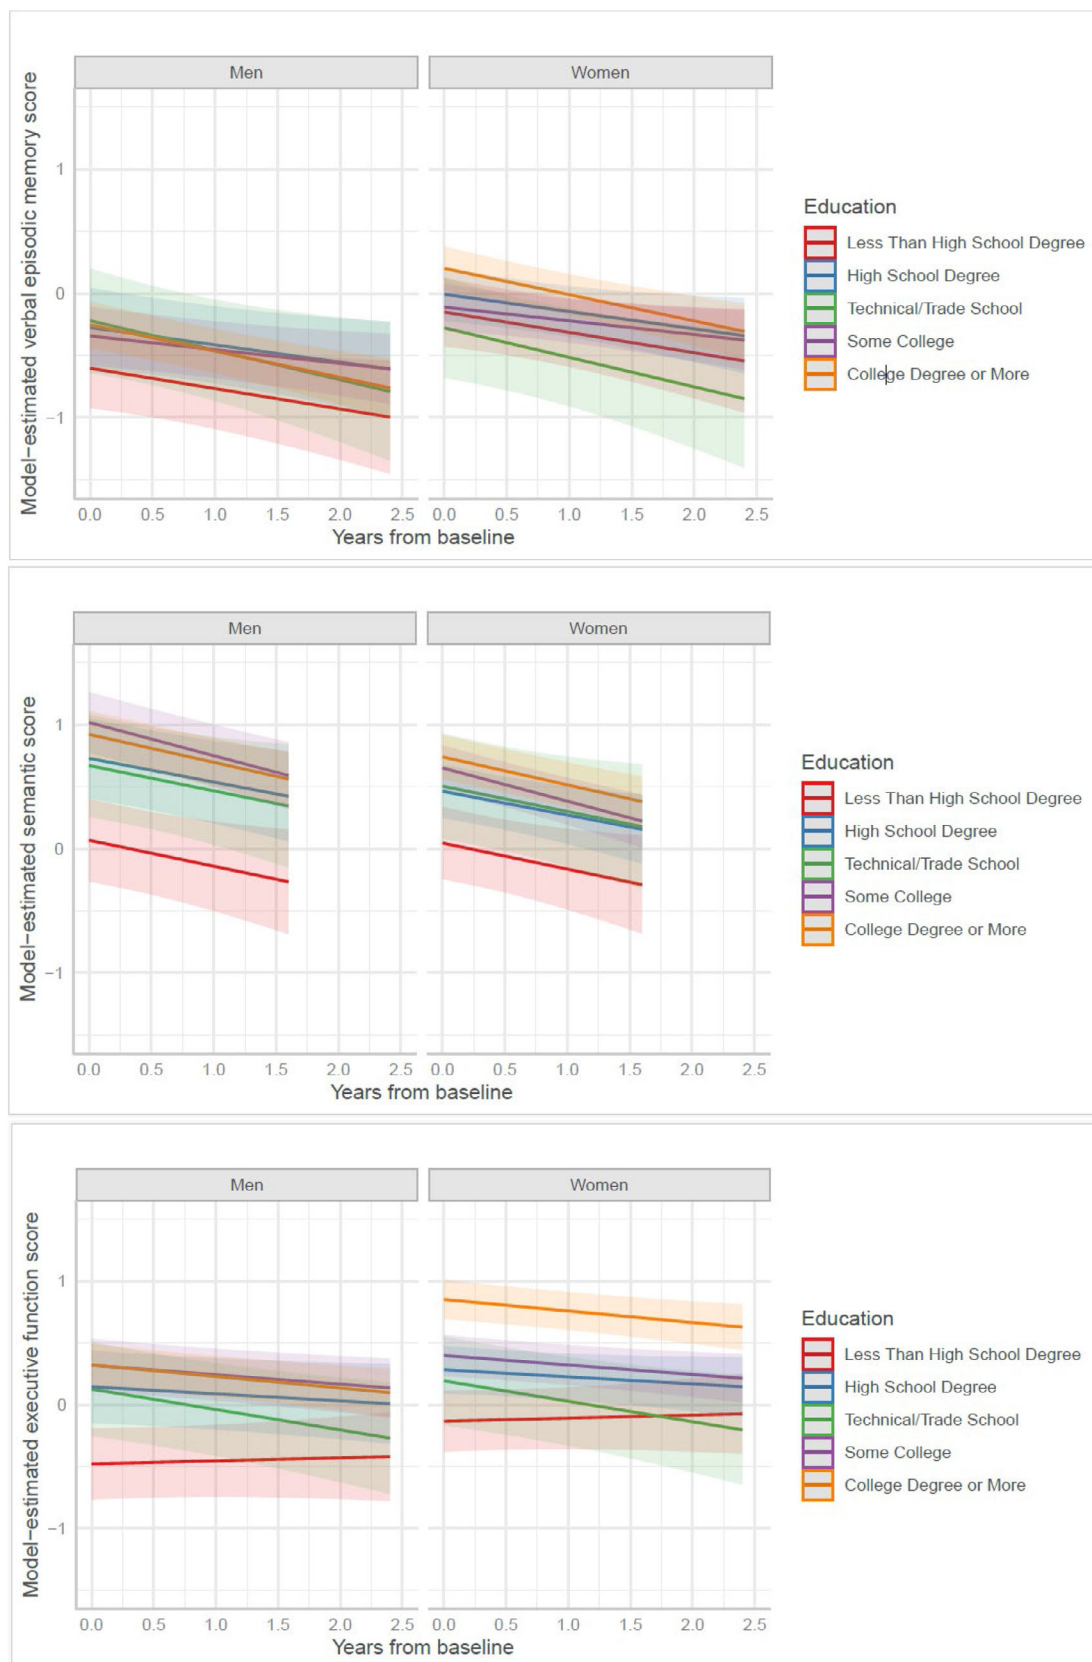 Model-estimated verbal episodic memory score
Men
Women
1
0
−1
0.0 0.5 1.0 1.5 2.0 2.5
0.0 0.5 1.0 1.5 2.0 2.5
Years from baseline
Education
Less Than High School Degree
High School Degree
Technical/Trade School
Some College
College Degree or More
Model-estimated semantic score
Men
Women
1
0
−1
0.0 0.5 1.0 1.5 2.0 2.5
0.0 0.5 1.0 1.5 2.0 2.5
Years from baseline
Education
Less Than High School Degree
High School Degree
Technical/Trade School
Some College
College Degree or More
Model-estimated executive function score
Men
Women
1
0
−1
0.0 0.5 1.0 1.5 2.0 2.5
0.0 0.5 1.0 1.5 2.0 2.5
Years from baseline
Education
Less Than High School Degree
High School Degree
Technical/Trade School
Some College
College Degree or More